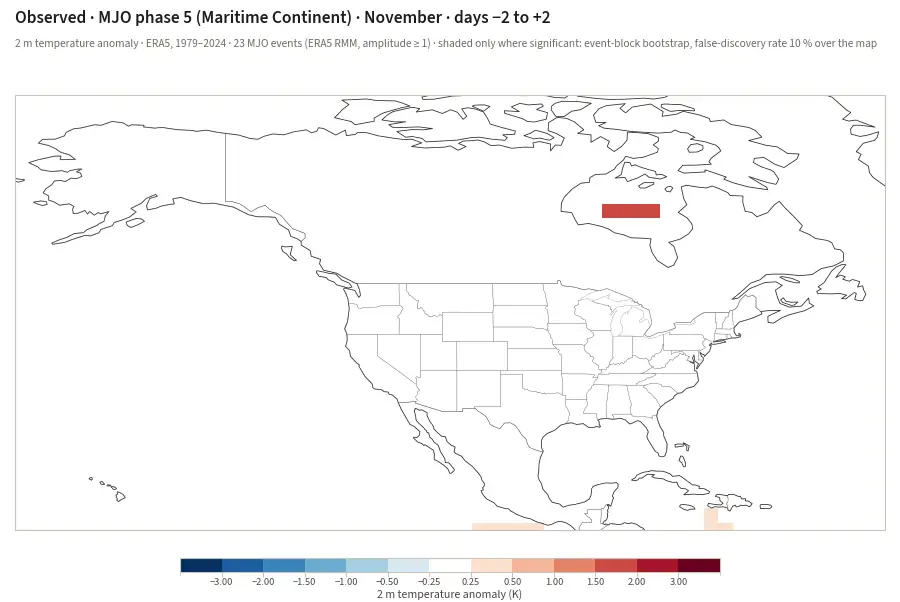 Observed · MJO phase 5 (Maritime Continent) · November · days −2 to +2
2 m temperature anomaly · ERA5, 1979–2024 · 23 MJO events (ERA5 RMM, amplitude ≥ 1) · shaded only where significant: event-block bootstrap, false-discovery rate 10 % over the map
−3.00 −2.00 −1.50 −1.00 −0.50 −0.25 0.25 0.50 1.00 1.50 2.00 3.00
2 m temperature anomaly (K)